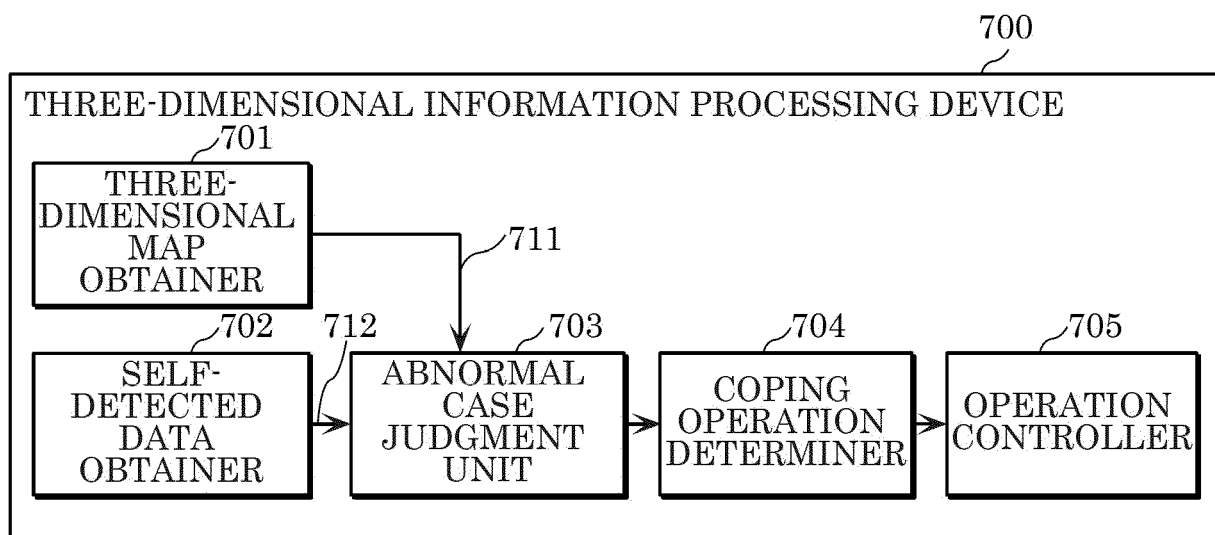 700
THREE-DIMENSIONAL INFORMATION PROCESSING DEVICE
701
THREE-
DIMENSIONAL
MAP
OBTAINER
711
702
SELF-
DETECTED
DATA
OBTAINER
712
703
ABNORMAL
CASE
JUDGMENT
UNIT
704
COPING
OPERATION
DETERMINER
705
OPERATION
CONTROLLER